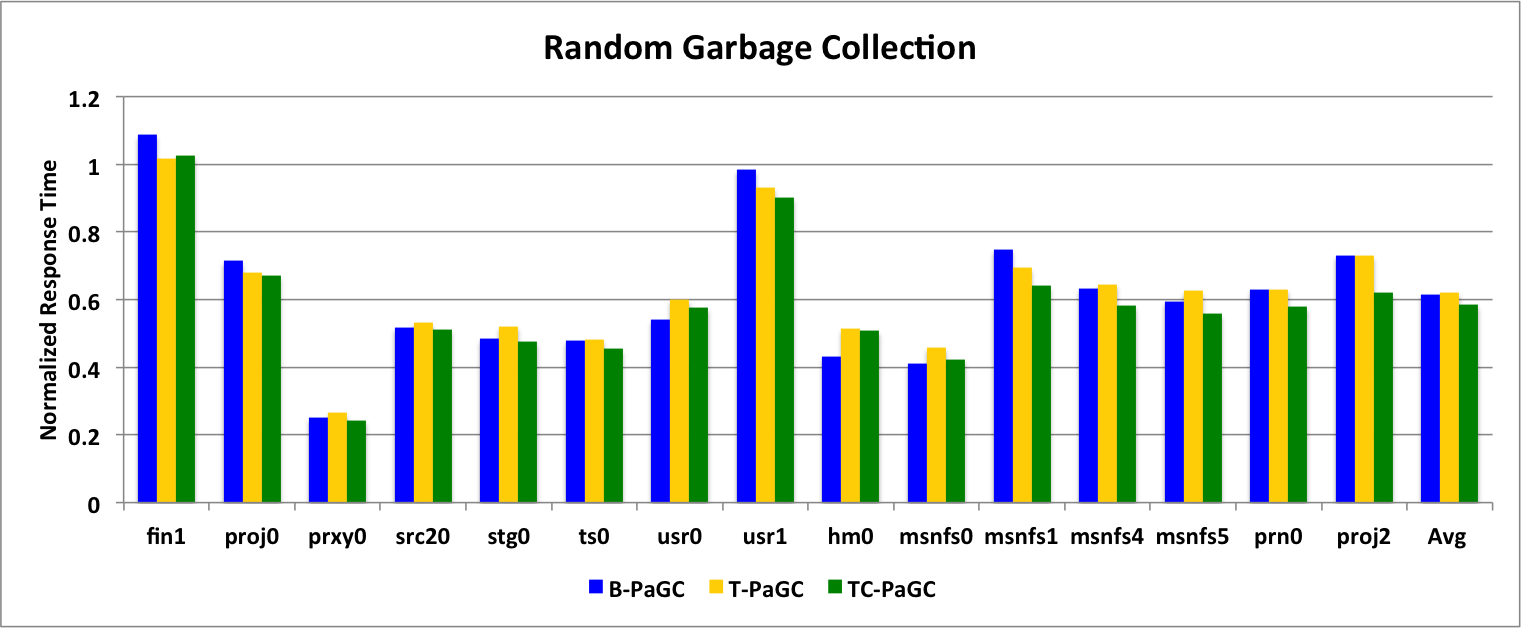 Random Garbage Collection
Normalized Response Time
1.2
1
0.8
0.6
0.4
0.2
0
fin1 proj0 prxy0 src20 stg0 ts0 usr0 usr1 hm0 msnfs0 msnfs1 msnfs4 msnfs5 prn0 proj2 Avg
B-PaGC T-PaGC TC-PaGC